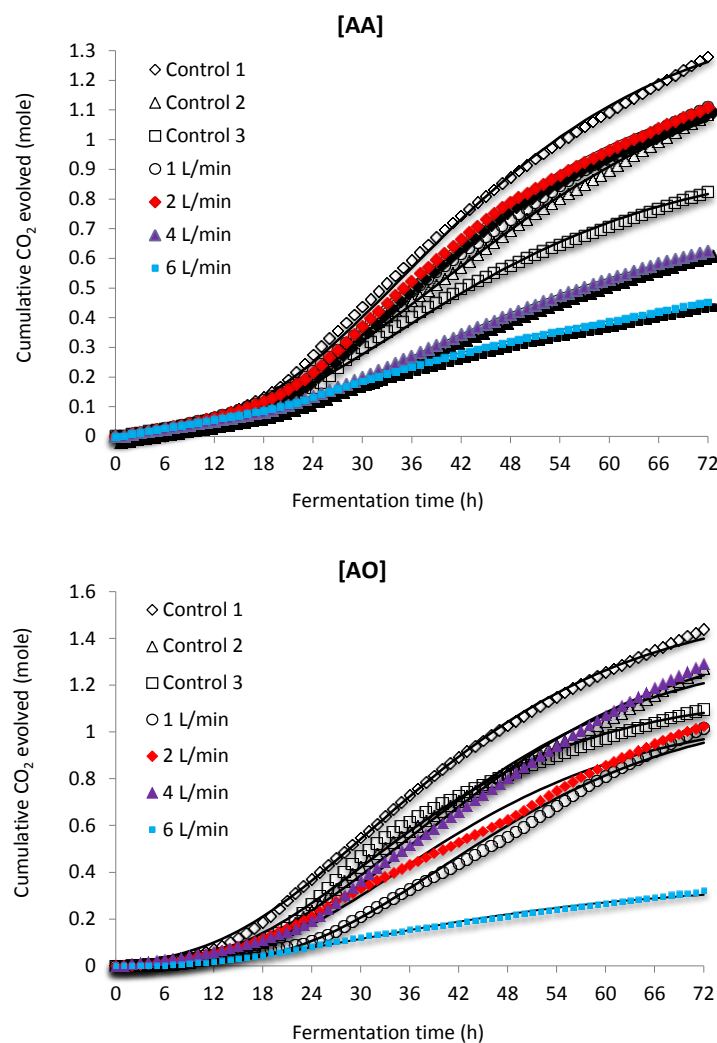 [AA]
Cumulative CO2 evolved (mole)
1.3
1.2
1.1
1
0.9
0.8
0.7
0.6
0.5
0.4
0.3
0.2
0.1
0
Control 1
Control 2
Control 3
1 L/min
2 L/min
4 L/min
6 L/min
0 6 12 18 24 30 36 42 48 54 60 66 72
Fermentation time (h)
[AO]
Cumulative CO2 evolved (mole)
1.6
1.4
1.2
1
0.8
0.6
0.4
0.2
0
Control 1
Control 2
Control 3
1 L/min
2 L/min
4 L/min
6 L/min
0 6 12 18 24 30 36 42 48 54 60 66 72
Fermentation time (h)